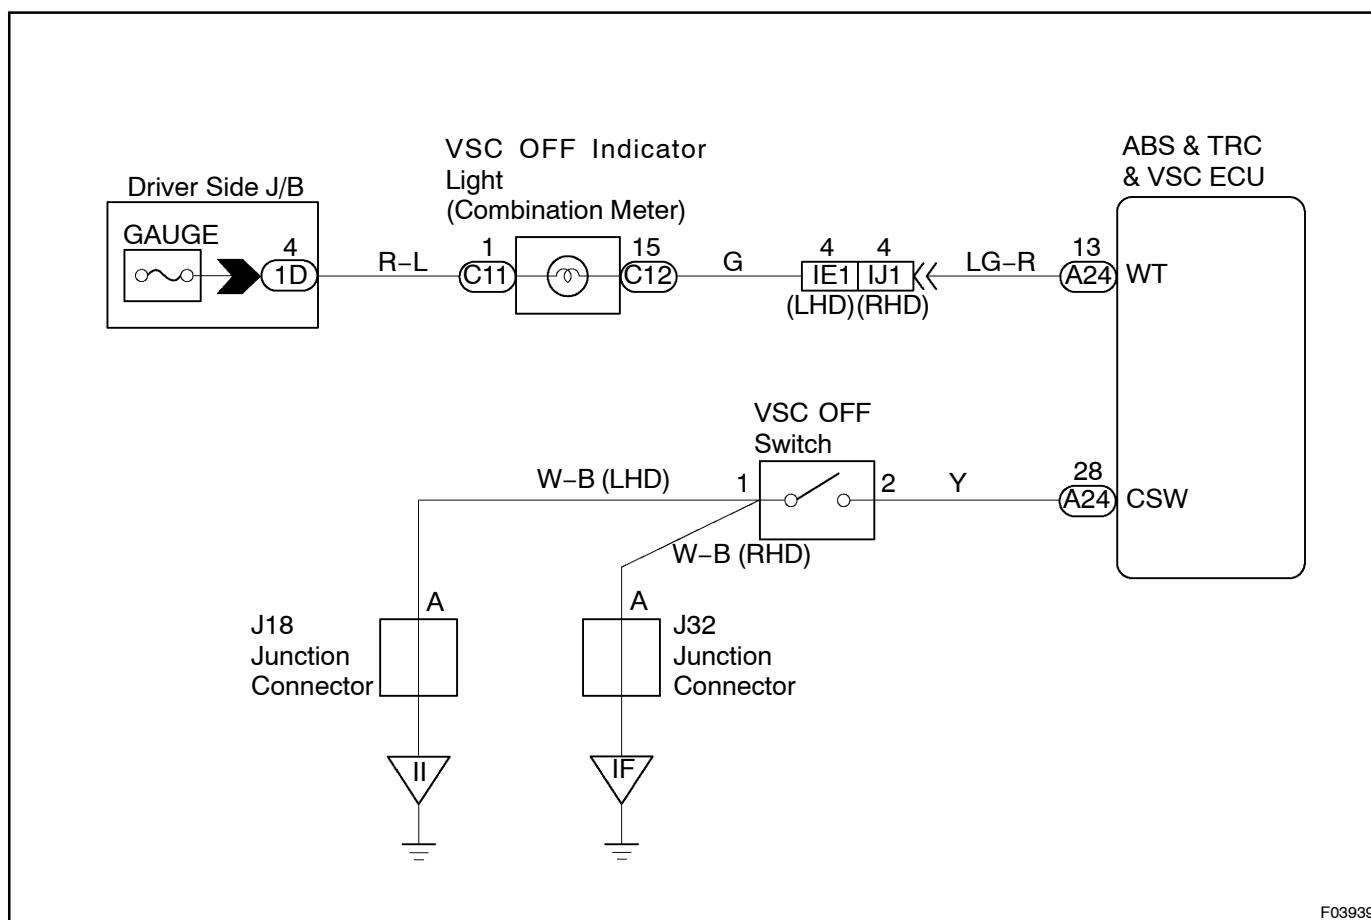 VSC OFF Indicator
Light
(Combination Meter)
ABS & TRC
& VSC ECU
Driver Side J/B
GAUGE
4
1D
R–L
1
C11
15
C12
G
4
IE1
(LHD)
4
IJ1
(RHD)
LG–R
13
A24
WT
VSC OFF
Switch
W–B (LHD)
1
2
Y
28
A24
CSW
W–B (RHD)
A
J18
Junction
Connector
A
J32
Junction
Connector
II
IF
F03939